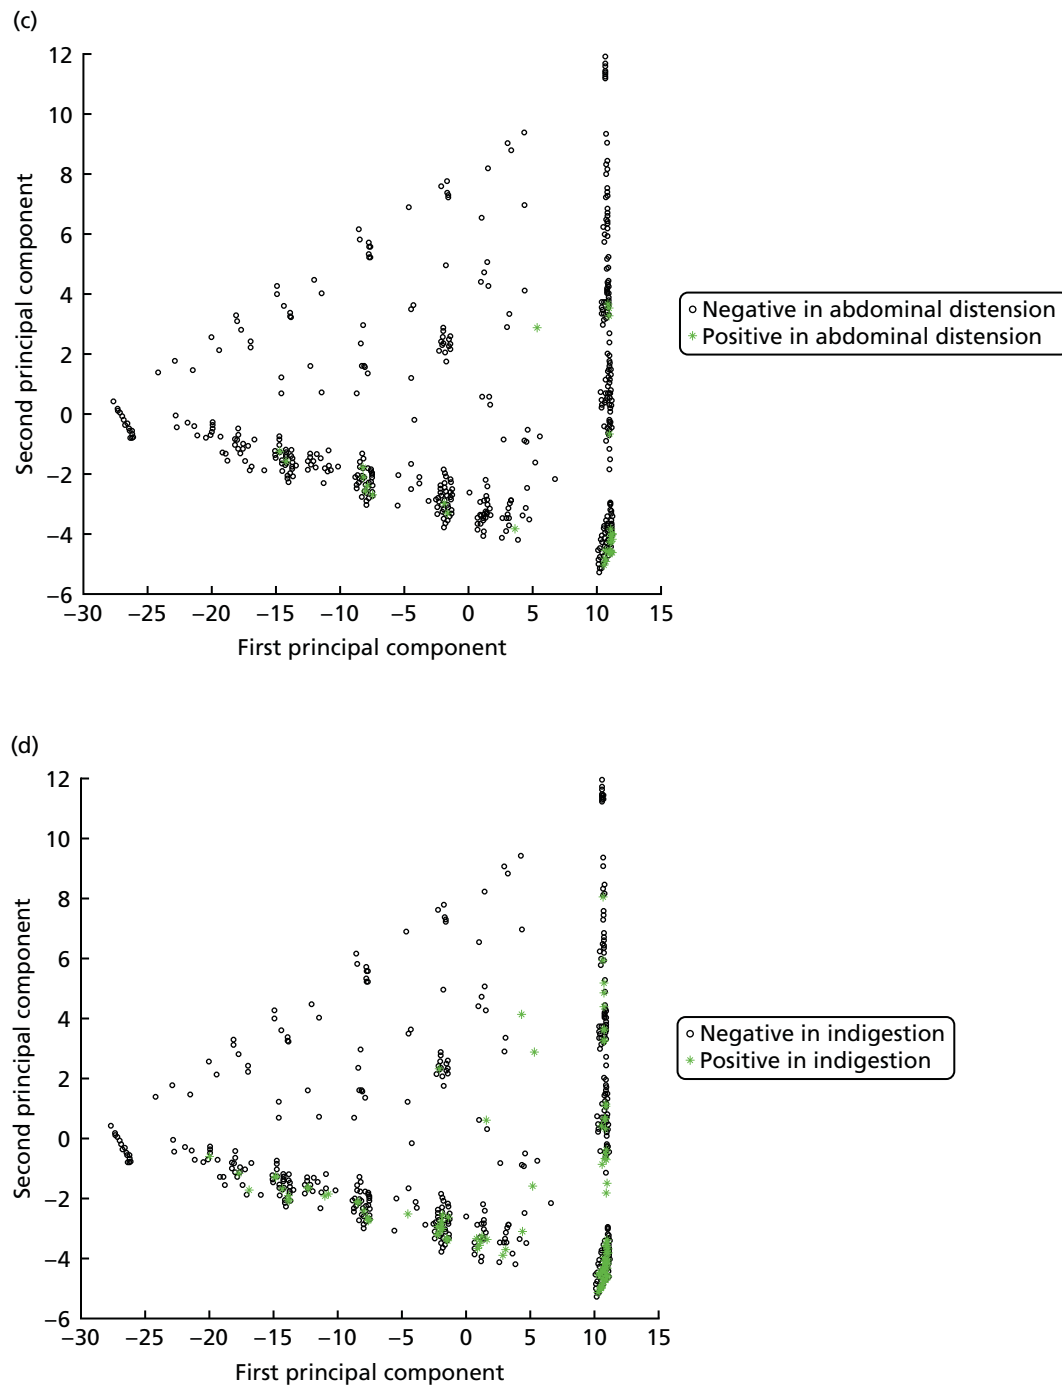 (c)
12
10
8
6
4
2
0
−2
−4
−6
−30 −25 −20 −15 −10 −5 0 5 10 15
Second principal component
First principal component
Negative in abdominal distension
Positive in abdominal distension
(d)
12
10
8
6
4
2
0
−2
−4
−6
−30 −25 −20 −15 −10 −5 0 5 10 15
Second principal component
First principal component
Negative in indigestion
Positive in indigestion